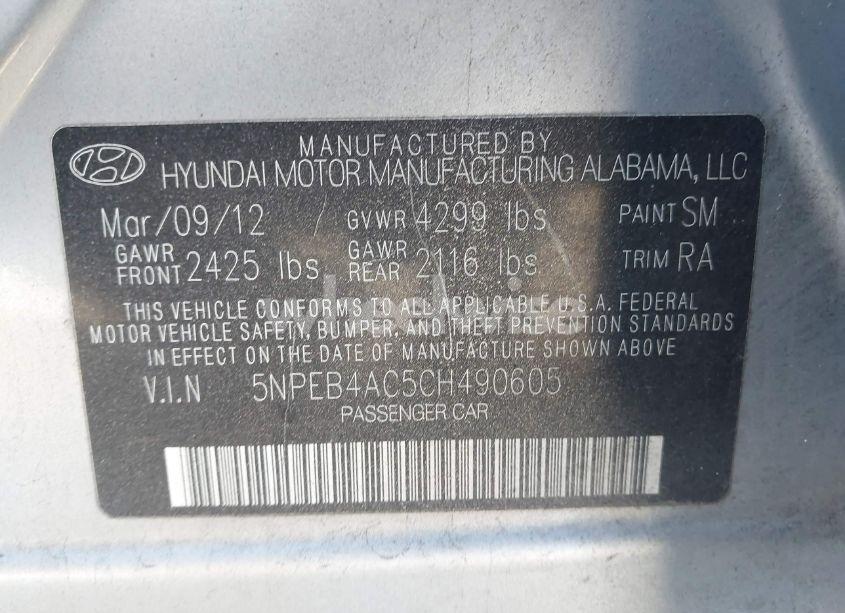 MANUFACTURED BY
HYUNDAI MOTOR MANUFACTURING ALABAMA, LLC
Mar/09/12 GVWR 4299 lbs PAINT SM
GAWR FRONT 2425 lbs GAWR REAR 2116 lbs TRIM RA
THIS VEHICLE CONFORMS TO ALL APPLICABLE U.S.A. FEDERAL
MOTOR VEHICLE SAFETY, BUMPER, AND THEFT PREVENTION STANDARDS
IN EFFECT ON THE DATE OF MANUFACTURE SHOWN ABOVE.
V.I.N 5NPEB4AC5CH490605
PASSENGER CAR